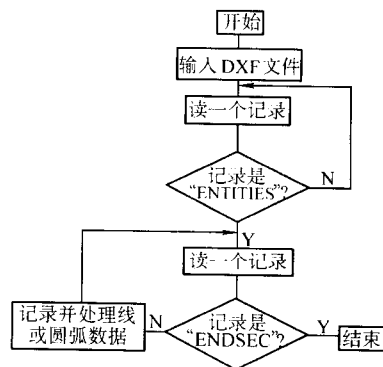 开始
输入DXF文件
读一个记录
记录是
“ENTITIES”?
N
Y
读一个记录
记录并处理线
或圆弧数据
N
记录是
“ENDSEC”?
Y
结束